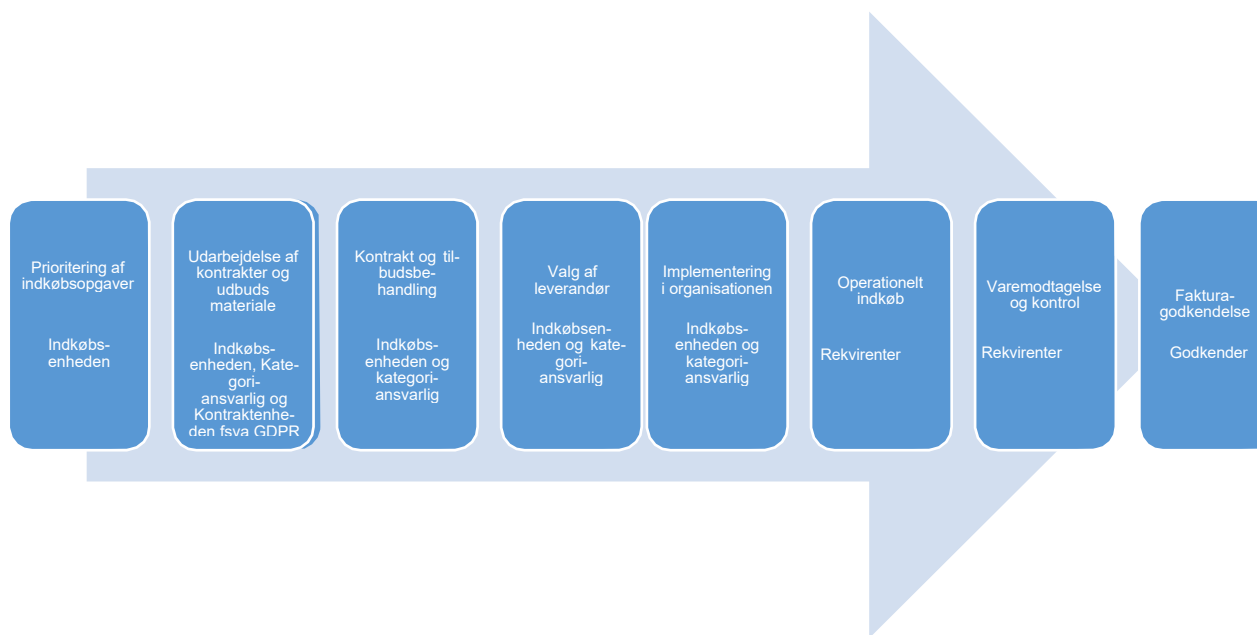 Prioritering af
indkøbsopgaver
Indkøbs-
enheden
Udarbejdelse af
kontrakter og
udbuds
materiale
Indkøbs-
enheden, Kate-
gori-
ansvarlig og
Kontraktenhe-
den fsva GDPR
Kontrakt og til-
budsbe-
handling
Indkøbs-
enheden og
kategori-
ansvarlig
Valg af
leverandør
Indkøbsen-
heden og kate-
gori-
ansvarlig
Implementering
i organisationen
Indkøbs-
enheden og
kategori-
ansvarlig
Operationelt
indkøb
Rekvirenter
Varemodtagelse
og kontrol
Rekvirenter
Faktura-
godkendelse
Godkender